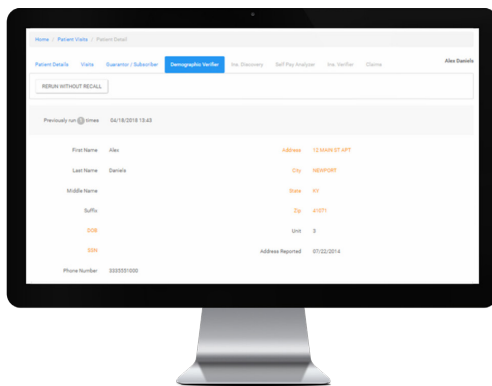 Home / Patient Visits / Patient Detail
Patient Details Visits Guarantor / Subscriber Demographic Verifier Ins. Discovery Self Pay Analyzer Ins. Verifier Claims Alex Daniels
RERUN WITHOUT RECALL
Previously run times 04/18/2018 13:43
First Name Alex Address 12 MAIN ST APT
Last Name Daniels City NEWPORT
Middle Name State KY
Suffix Zip 41071
DOB Unit 3
SSN Address Reported 07/22/2014
Phone Number 5555551000